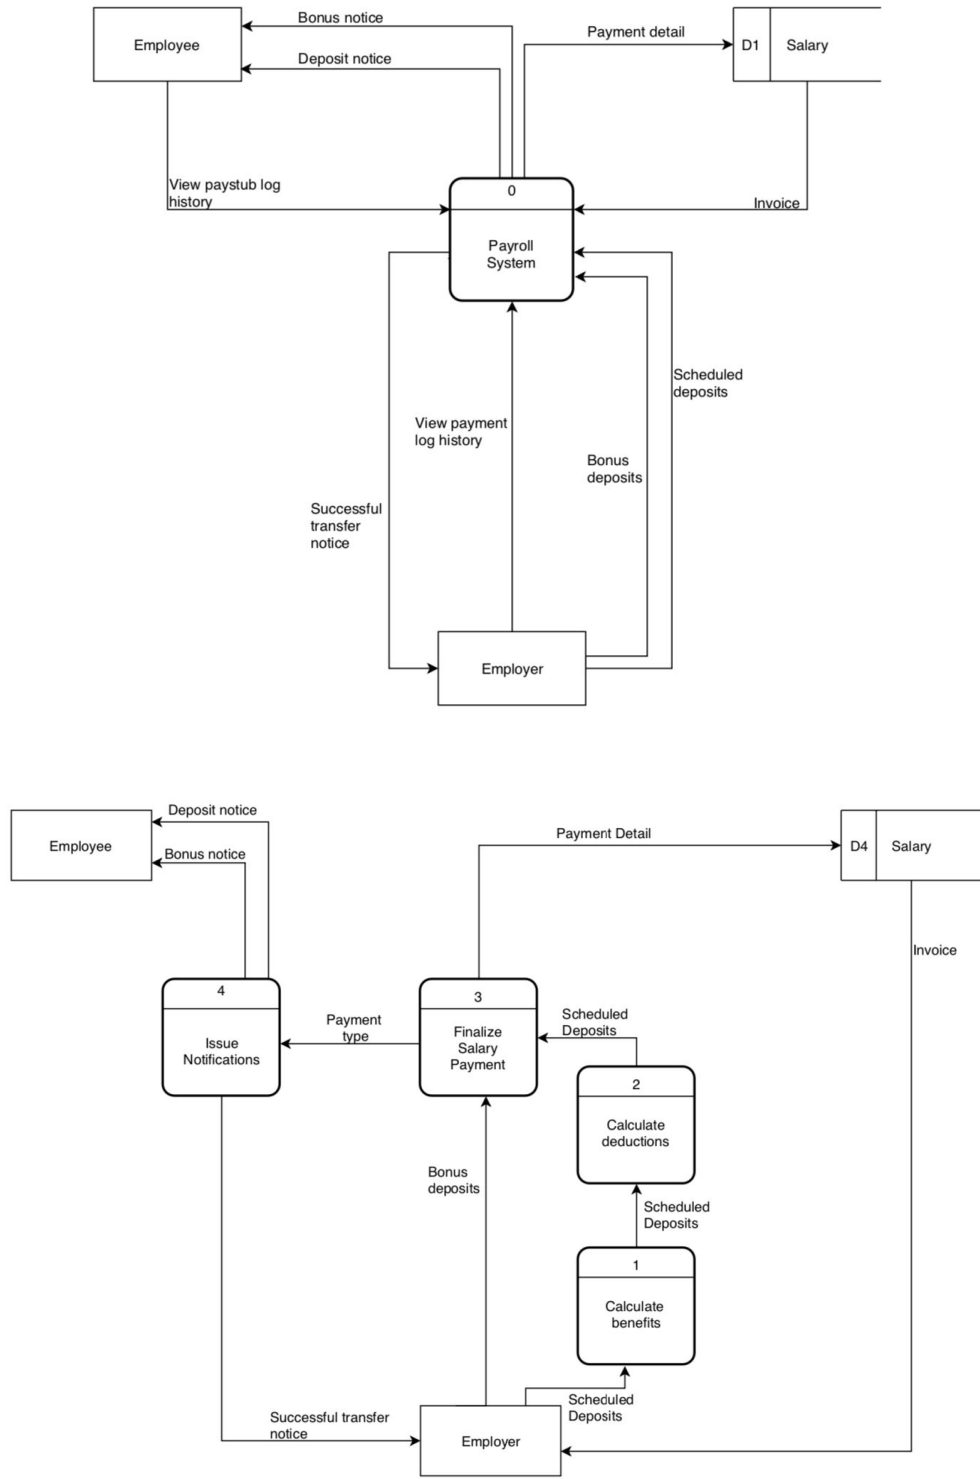 Bonus notice
Employee
Payment detail
D1
Salary
Deposit notice
View paystub log
history
0
Invoice
Payroll
System
Scheduled
deposits
View payment
log history
Bonus
deposits
Successful
transfer
notice
Employer
Deposit notice
Employee
Bonus notice
Payment Detail
D4
Salary
Invoice
4
Issue
Notifications
Payment
type
3
Finalize
Salary
Payment
Scheduled
Deposits
2
Calculate
deductions
Bonus
deposits
Scheduled
Deposits
1
Calculate
benefits
Scheduled
Deposits
Successful transfer
notice
Employer